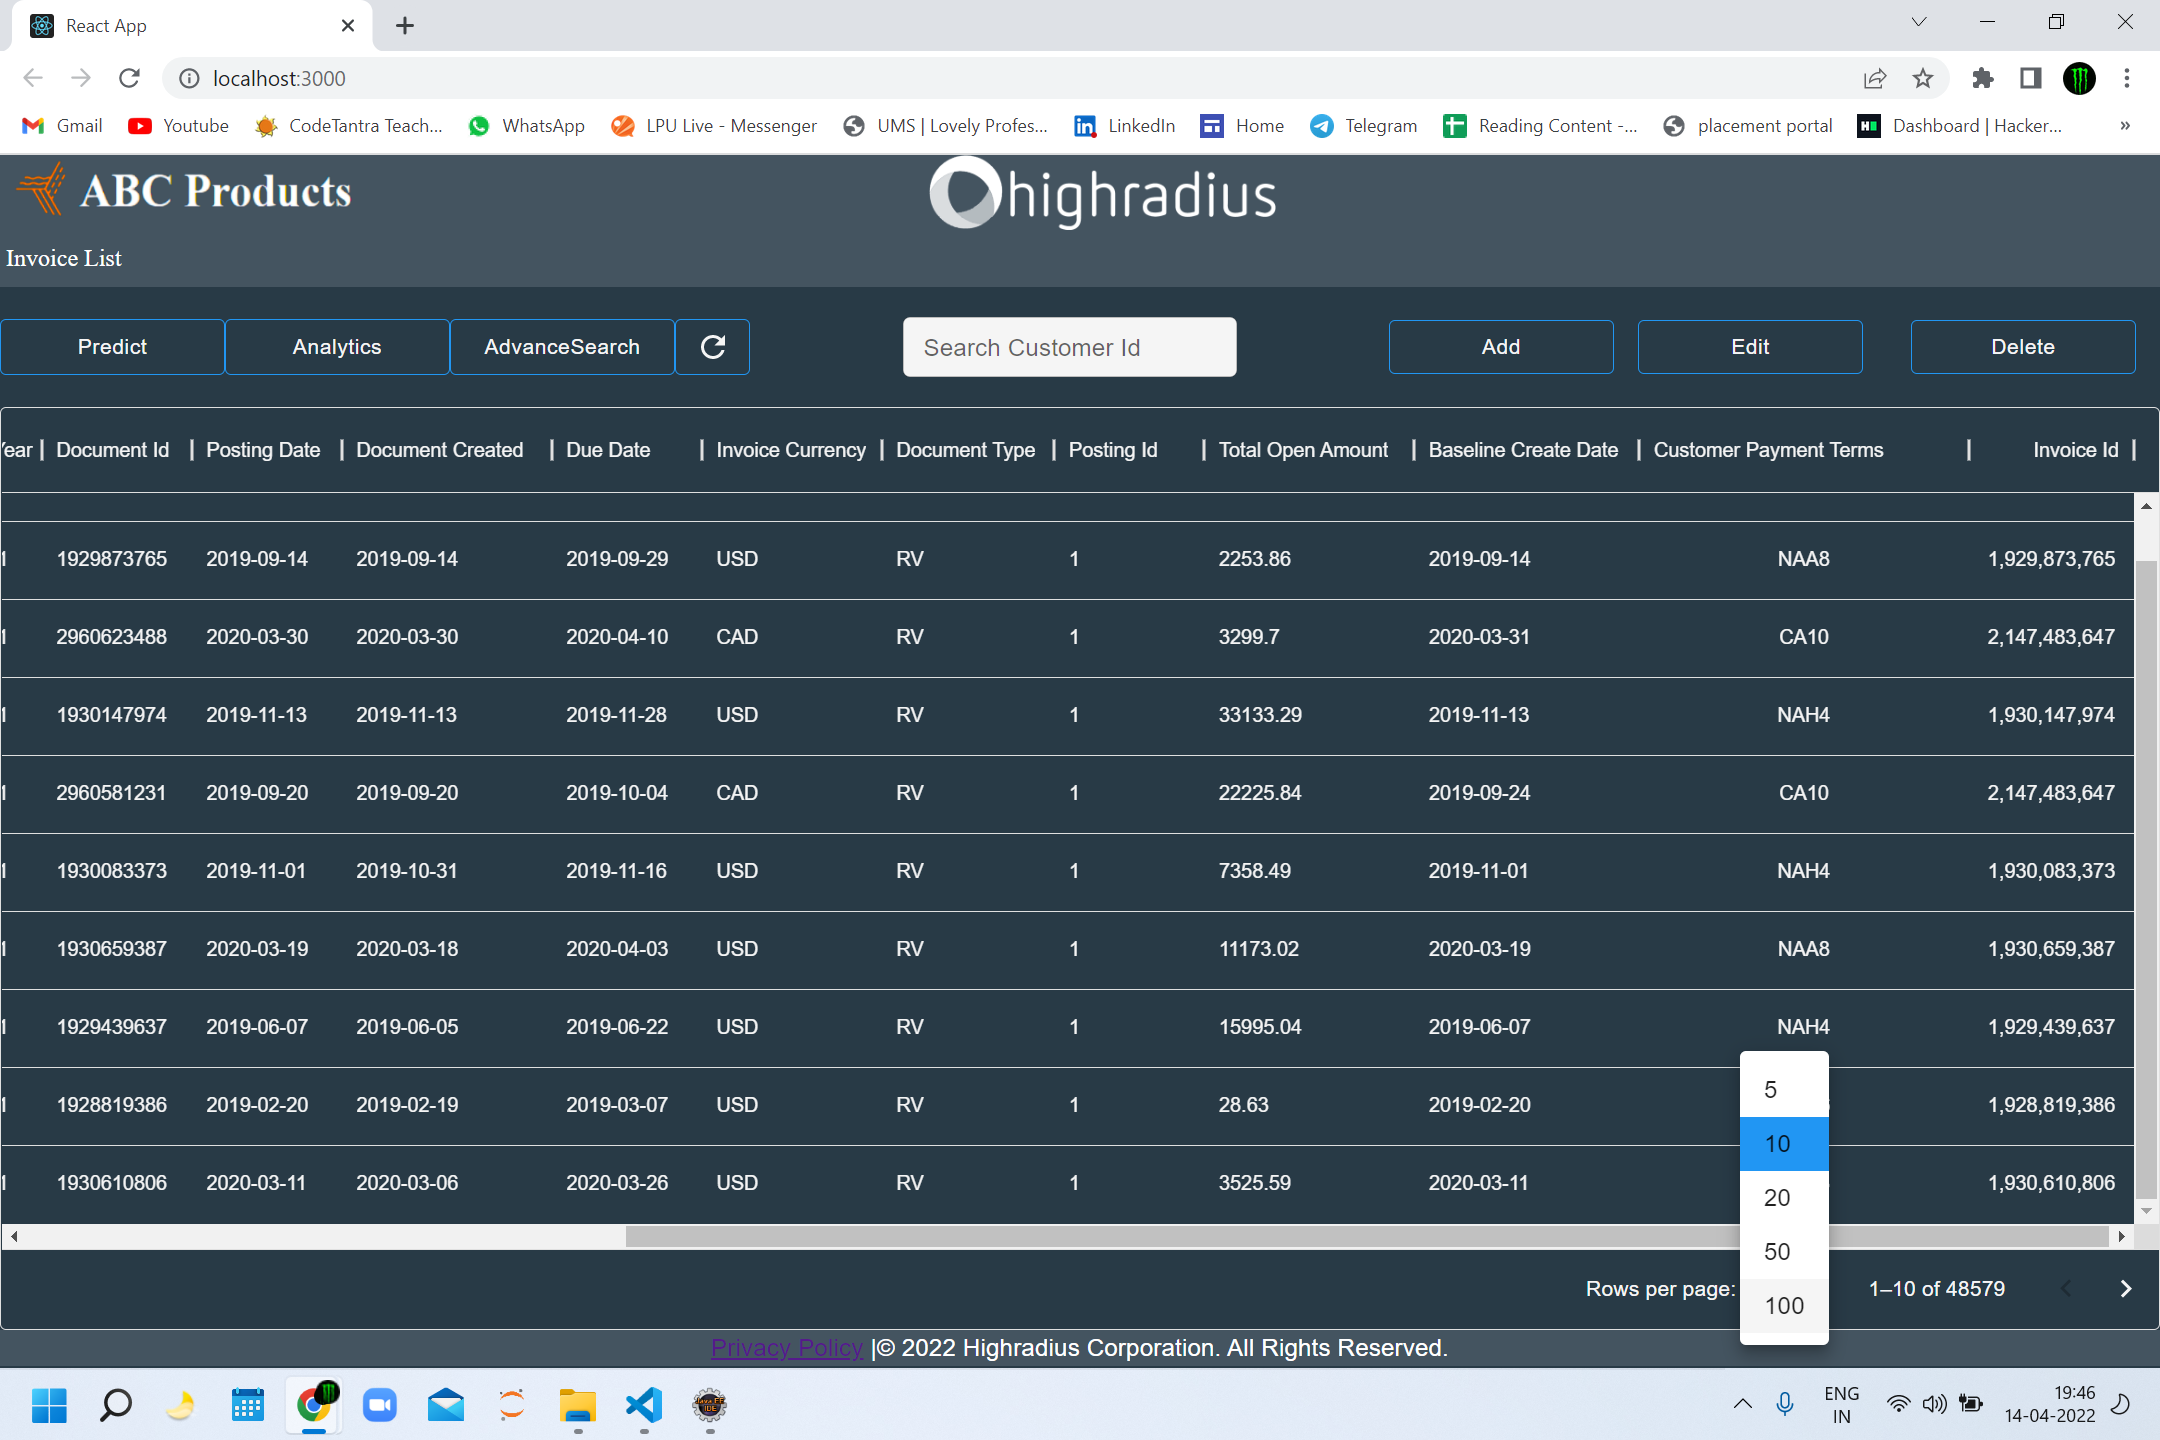 React App
localhost:3000
Gmail Youtube CodeTantra Teach... WhatsApp LPU Live - Messenger UMS | Lovely Profes... LinkedIn Home Telegram Reading Content -... placement portal Dashboard | Hacker... »
ABC Products highradius
Invoice List
Predict Analytics AdvanceSearch Search Customer Id Add Edit Delete
Year Document Id Posting Date Document Created Due Date Invoice Currency Document Type Posting Id Total Open Amount Baseline Create Date Customer Payment Terms Invoice Id
1 1929873765 2019-09-14 2019-09-14 2019-09-29 USD RV 1 2253.86 2019-09-14 NAA8 1,929,873,765
1 2960623488 2020-03-30 2020-03-30 2020-04-10 CAD RV 1 3299.7 2020-03-31 CA10 2,147,483,647
1 1930147974 2019-11-13 2019-11-13 2019-11-28 USD RV 1 33133.29 2019-11-13 NAH4 1,930,147,974
1 2960581231 2019-09-20 2019-09-20 2019-10-04 CAD RV 1 22225.84 2019-09-24 CA10 2,147,483,647
1 1930083373 2019-11-01 2019-10-31 2019-11-16 USD RV 1 7358.49 2019-11-01 NAH4 1,930,083,373
1 1930659387 2020-03-19 2020-03-18 2020-04-03 USD RV 1 11173.02 2020-03-19 NAA8 1,930,659,387
1 1929439637 2019-06-07 2019-06-05 2019-06-22 USD RV 1 15995.04 2019-06-07 NAH4 1,929,439,637
1 1928819386 2019-02-20 2019-02-19 2019-03-07 USD RV 1 28.63 2019-02-20 1,928,819,386
1 1930610806 2020-03-11 2020-03-06 2020-03-26 USD RV 1 3525.59 2020-03-11 1,930,610,806
5
10
20
50
100
Rows per page: 1–10 of 48579
Privacy Policy |© 2022 Highradius Corporation. All Rights Reserved.
ENG
IN
19:46
14-04-2022